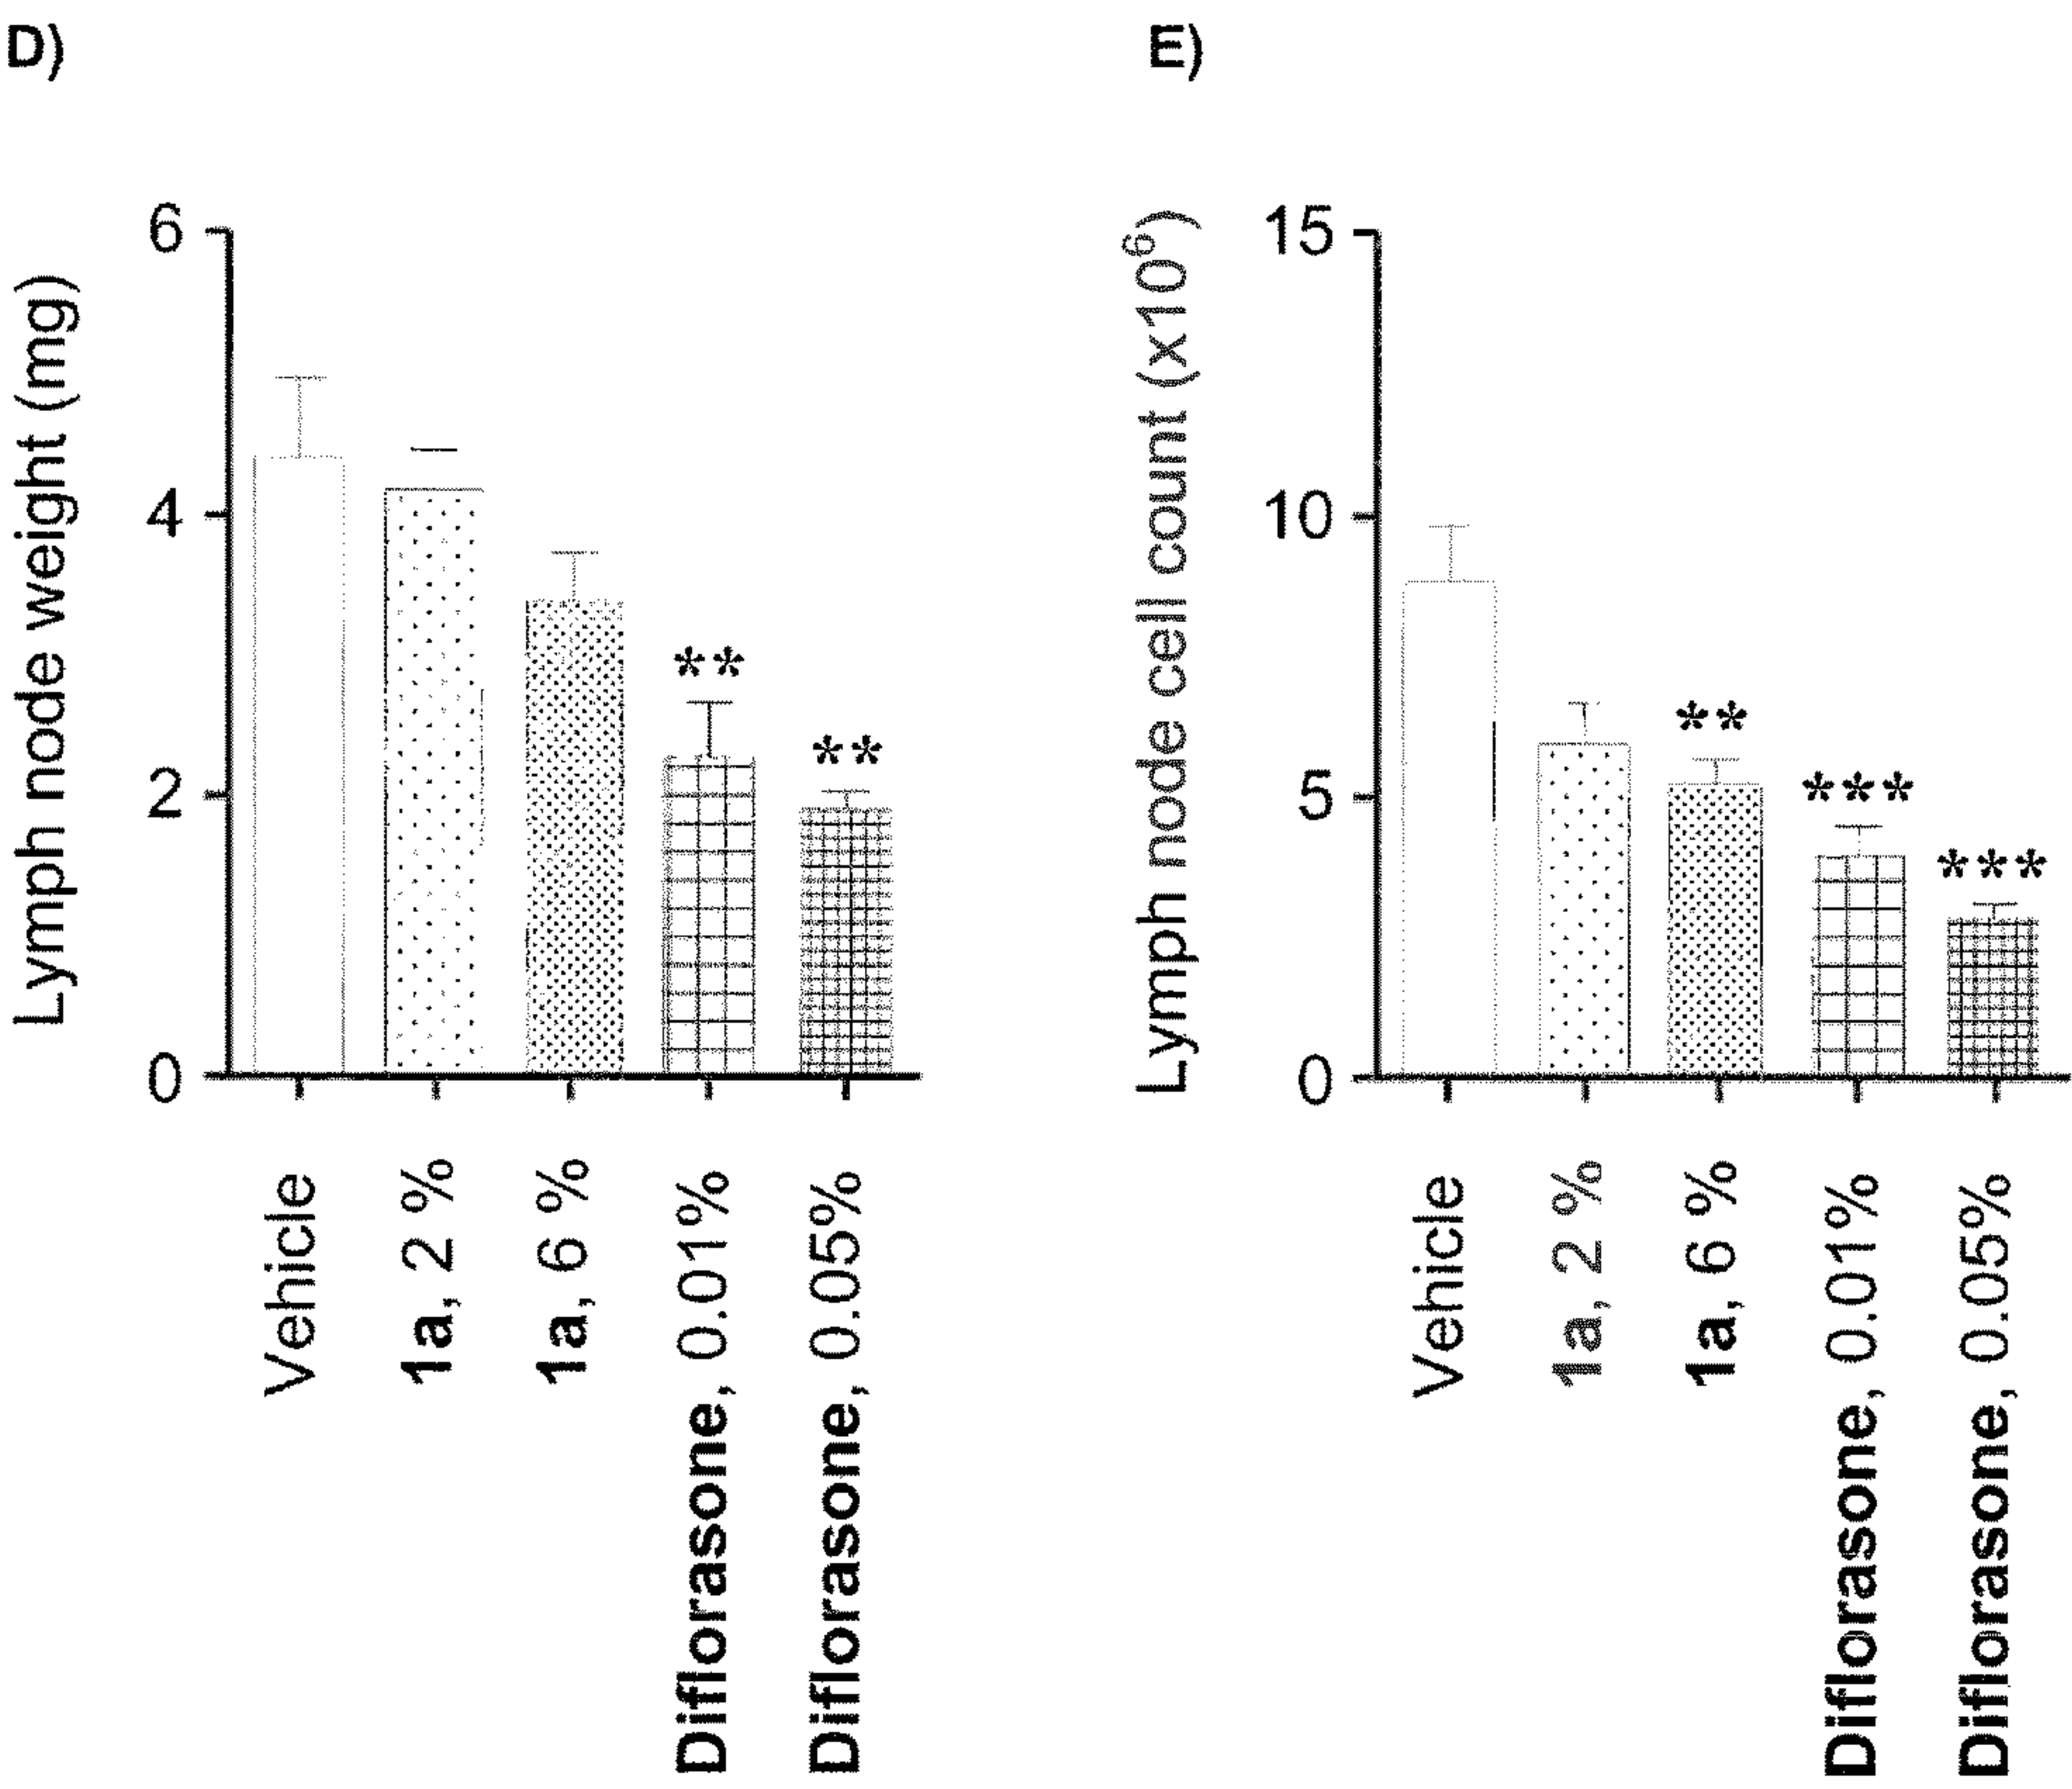 D)
Lymph node weight (mg)
6
4
2
0
**
**
Vehicle
1a, 2 %
1a, 6 %
Diflorasone, 0.01%
Diflorasone, 0.05%
E)
Lymph node cell count (x10⁶)
15
10
5
0
**
***
***
Vehicle
1a, 2 %
1a, 6 %
Diflorasone, 0.01%
Diflorasone, 0.05%